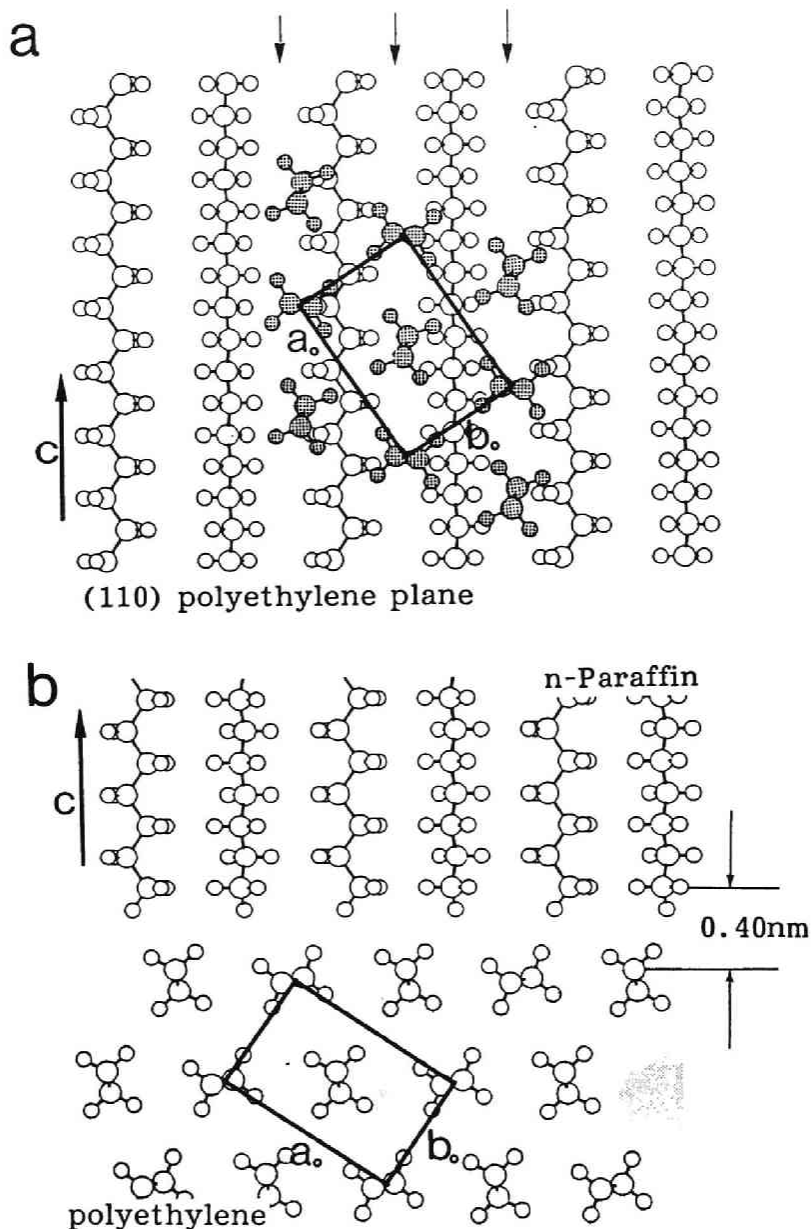 a
a₀
b₀
c
(110) polyethylene plane
b
n-Paraffin
c
0.40nm
a₀
b₀
polyethylene